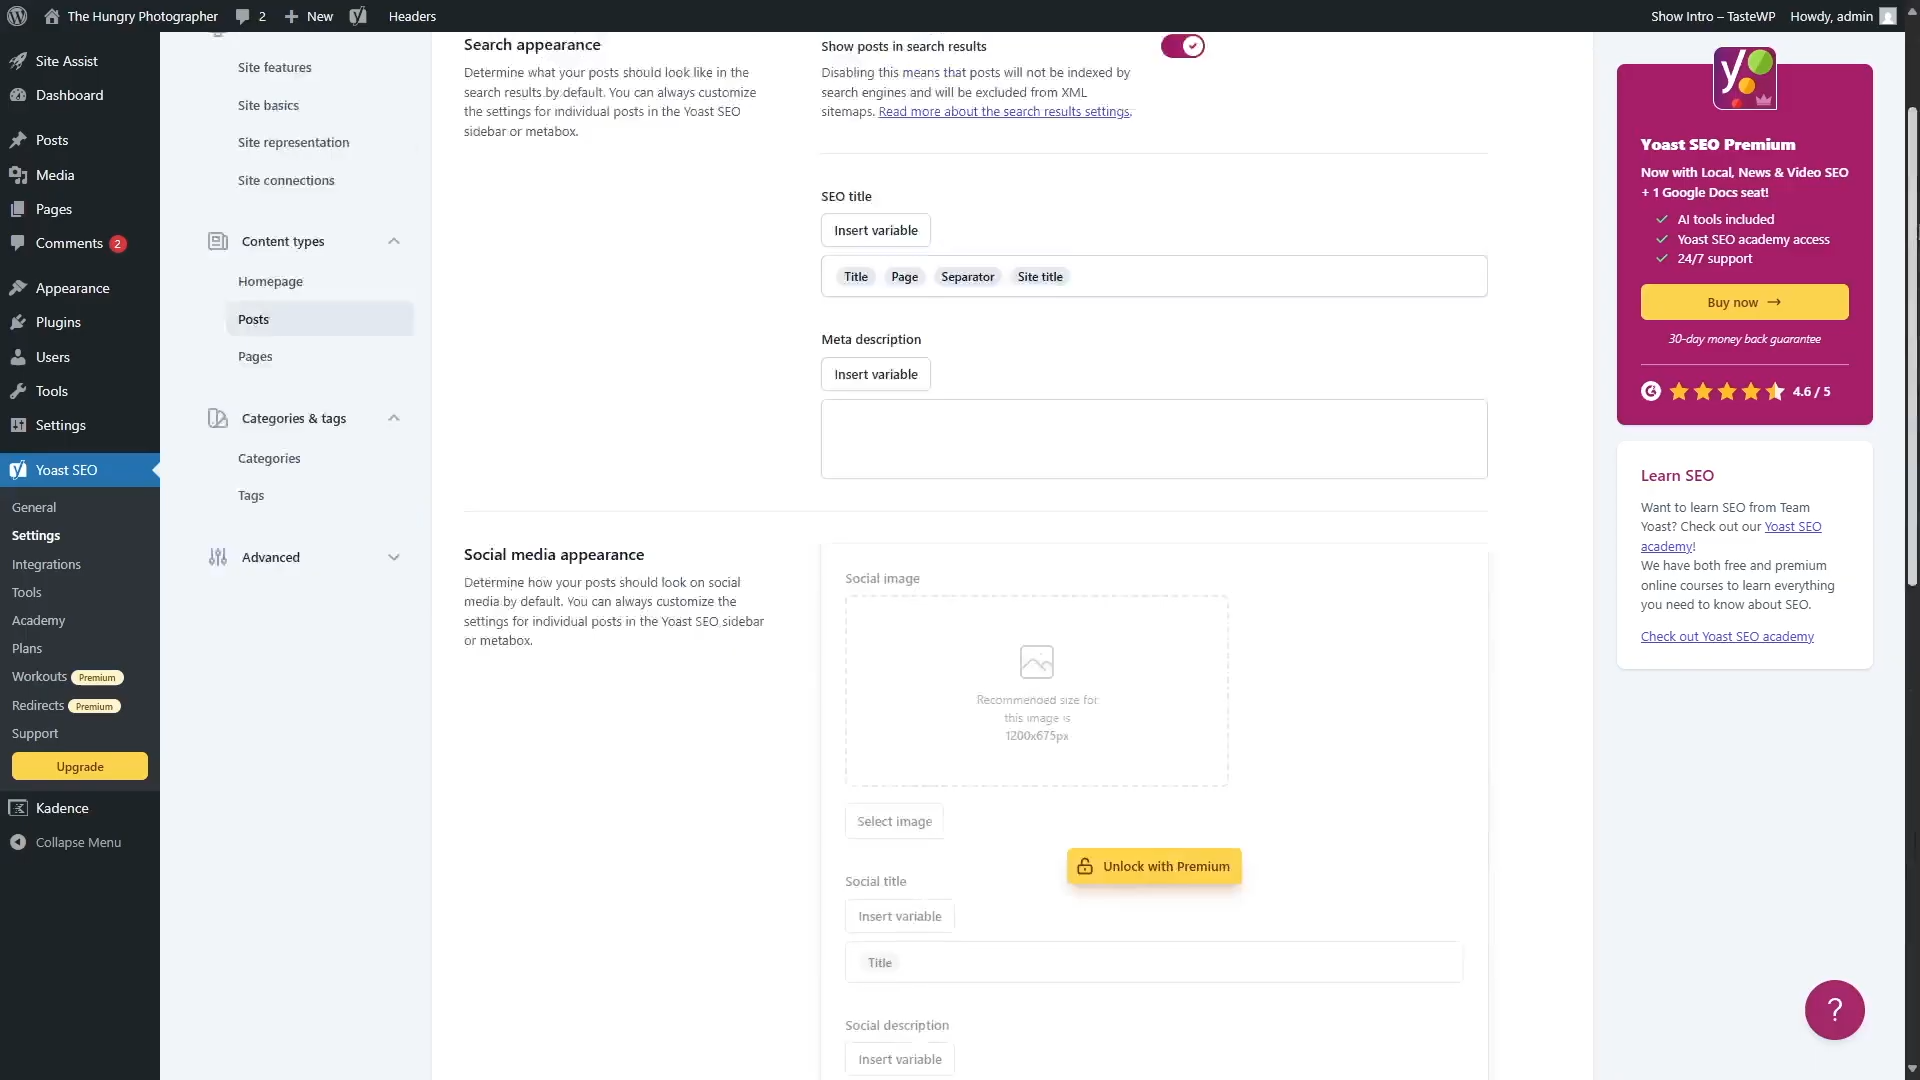 The Hungry Photographer
2
New
Headers
Show Intro – TasteWP
Howdy, admin
Site Assist
Dashboard
Posts
Media
Pages
Comments 2
Appearance
Plugins
Users
Tools
Settings
Yoast SEO
General
Settings
Integrations
Tools
Academy
Plans
Workouts Premium
Redirects Premium
Support
Upgrade
Kadence
Collapse Menu
Site features
Site basics
Site representation
Site connections
Content types
Homepage
Posts
Pages
Categories & tags
Categories
Tags
Advanced
Search appearance
Determine what your posts should look like in the
search results by default. You can always customize
the settings for individual posts in the Yoast SEO
sidebar or metabox.
Show posts in search results
Disabling this means that posts will not be indexed by
search engines and will be excluded from XML
sitemaps. Read more about the search results settings.
SEO title
Insert variable
Title Page Separator Site title
Meta description
Insert variable
Social media appearance
Determine how your posts should look on social
media by default. You can always customize the
settings for individual posts in the Yoast SEO sidebar
or metabox.
Social image
Recommended size for
this image is
1200x675px
Select image
Unlock with Premium
Social title
Insert variable
Title
Social description
Insert variable
Yoast SEO Premium
Now with Local, News & Video SEO
+ 1 Google Docs seat!
AI tools included
Yoast SEO academy access
24/7 support
Buy now →
30-day money back guarantee
4.6 / 5
Learn SEO
Want to learn SEO from Team
Yoast? Check out our Yoast SEO
academy!
We have both free and premium
online courses to learn everything
you need to know about SEO.
Check out Yoast SEO academy
?